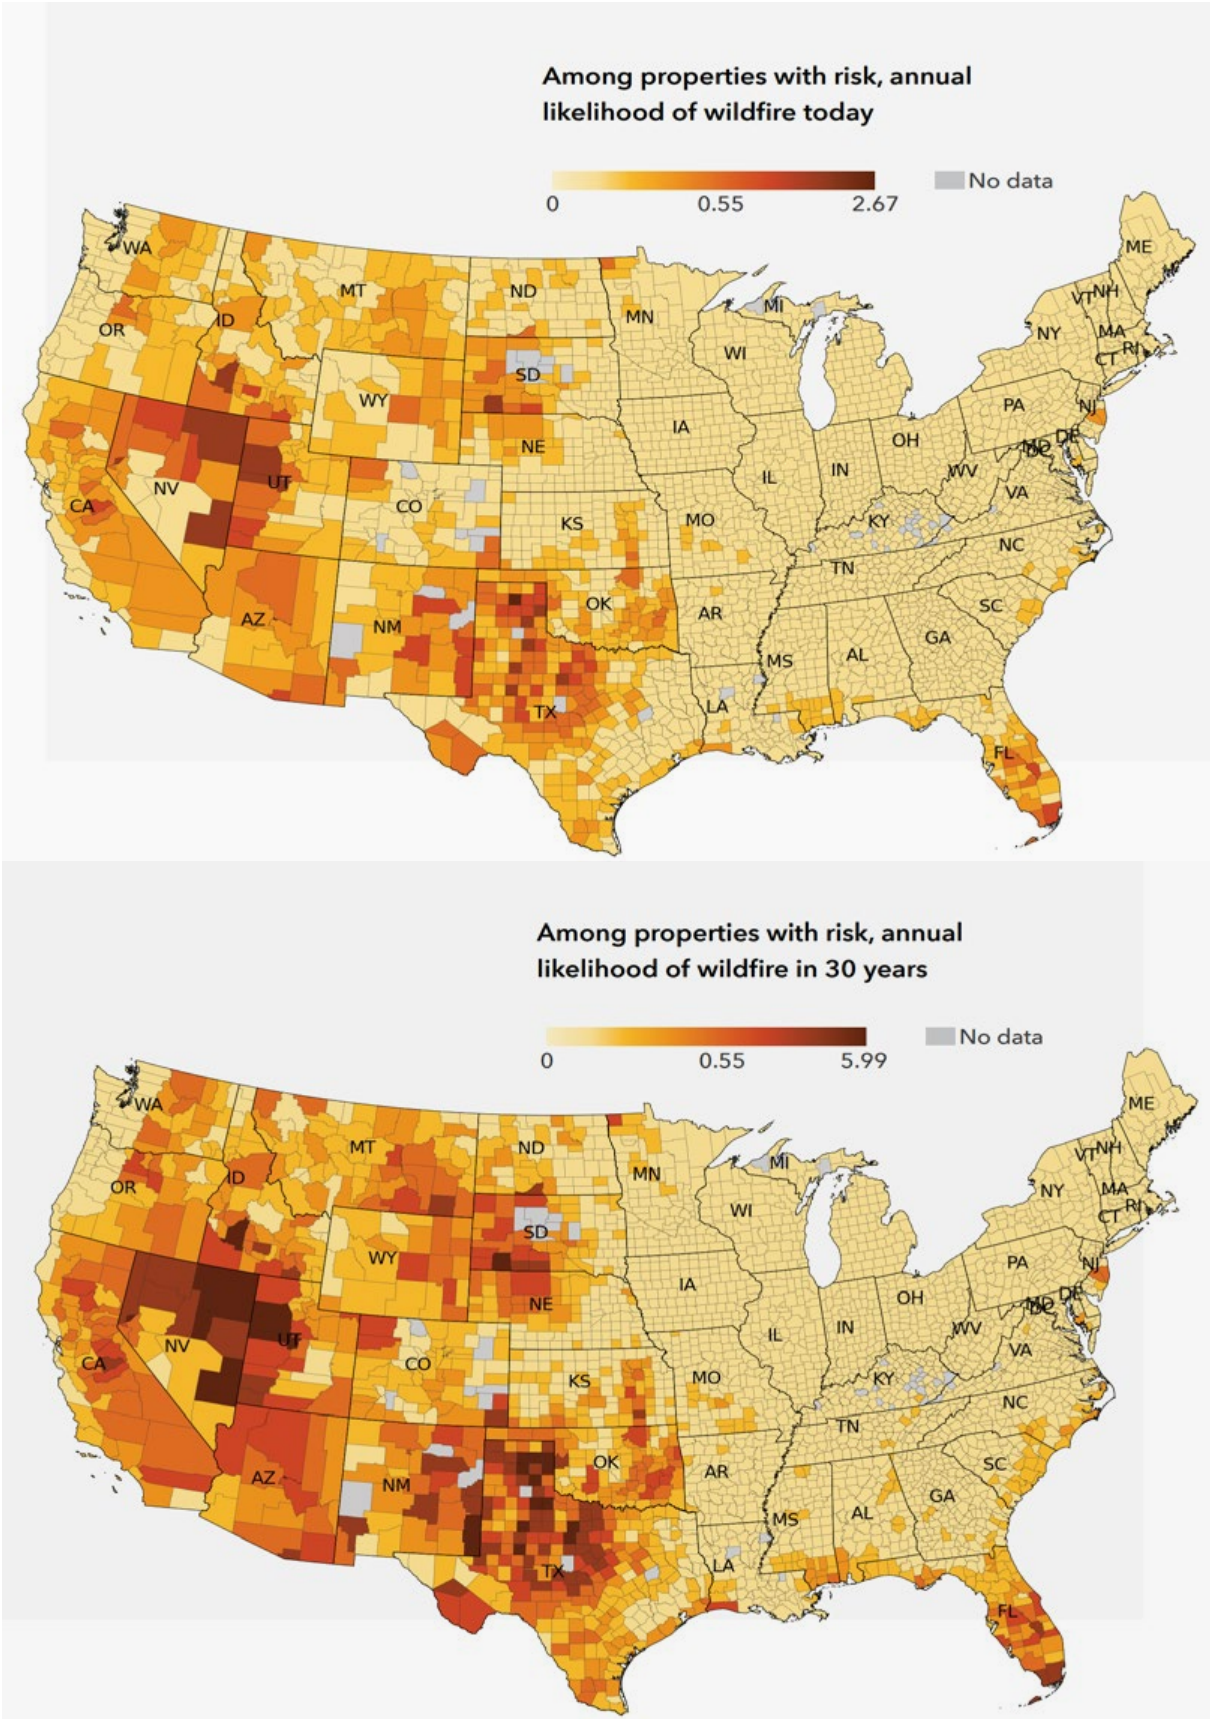 Among properties with risk, annual
likelihood of wildfire today
0 0.55 2.67 No data
WA
ME
MT
ND
VT NH
MI
ID
MN
OR
NY
MA
RI
WI
CT
SD
WY
PA
NJ
IA
DE
OH
NE
MD
DC
IN
WV
IL
UT
NV
VA
CA
CO
MO
KY
KS
NC
TN
OK
SC
AR
AZ
NM
GA
AL
MS
LA
TX
FL
Among properties with risk, annual
likelihood of wildfire in 30 years
0 0.55 5.99 No data
WA
ME
MT
ND
VT NH
MI
MN
ID
OR
NY
MA
RI
WI
CT
SD
WY
PA
NJ
IA
DE
OH
NE
MD
DC
IN
WV
IL
UT
NV
VA
CA
CO
MO
KY
KS
NC
TN
OK
SC
AR
AZ
NM
GA
AL
MS
LA
TX
FL